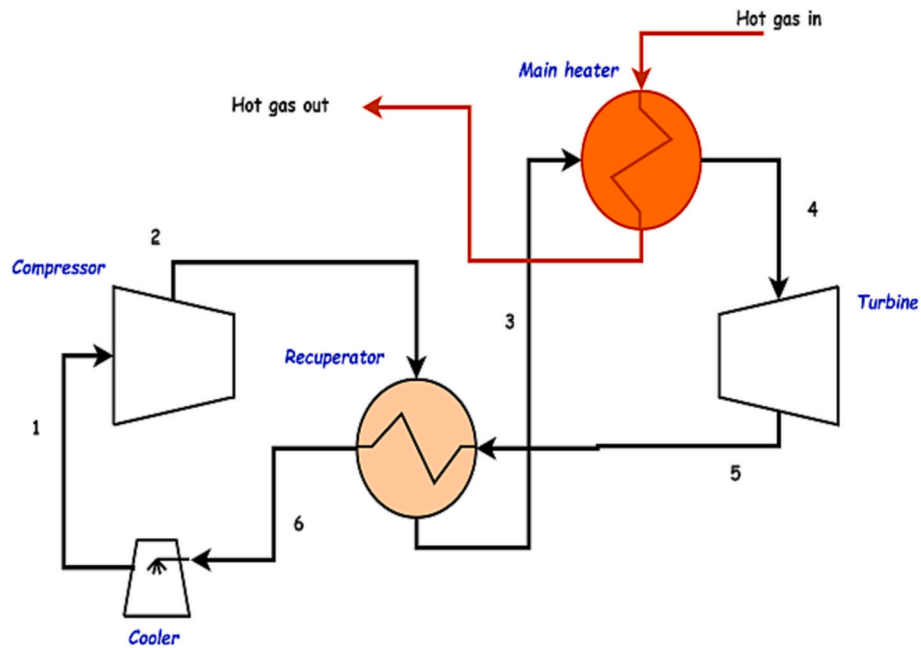 Hot gas in
Main heater
Hot gas out
4
2
Compressor
Turbine
3
Recuperator
1
5
6
Cooler